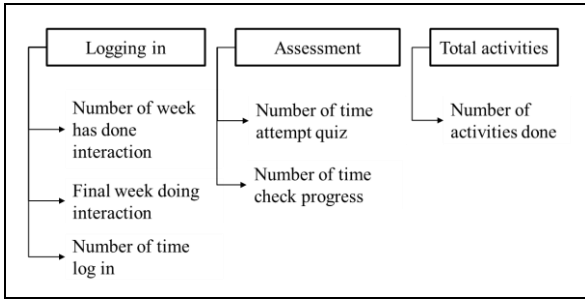 Logging in
Number of week
has done
interaction
Final week doing
interaction
Number of time
log in
Assessment
Number of time
attempt quiz
Number of time
check progress
Total activities
Number of
activities done